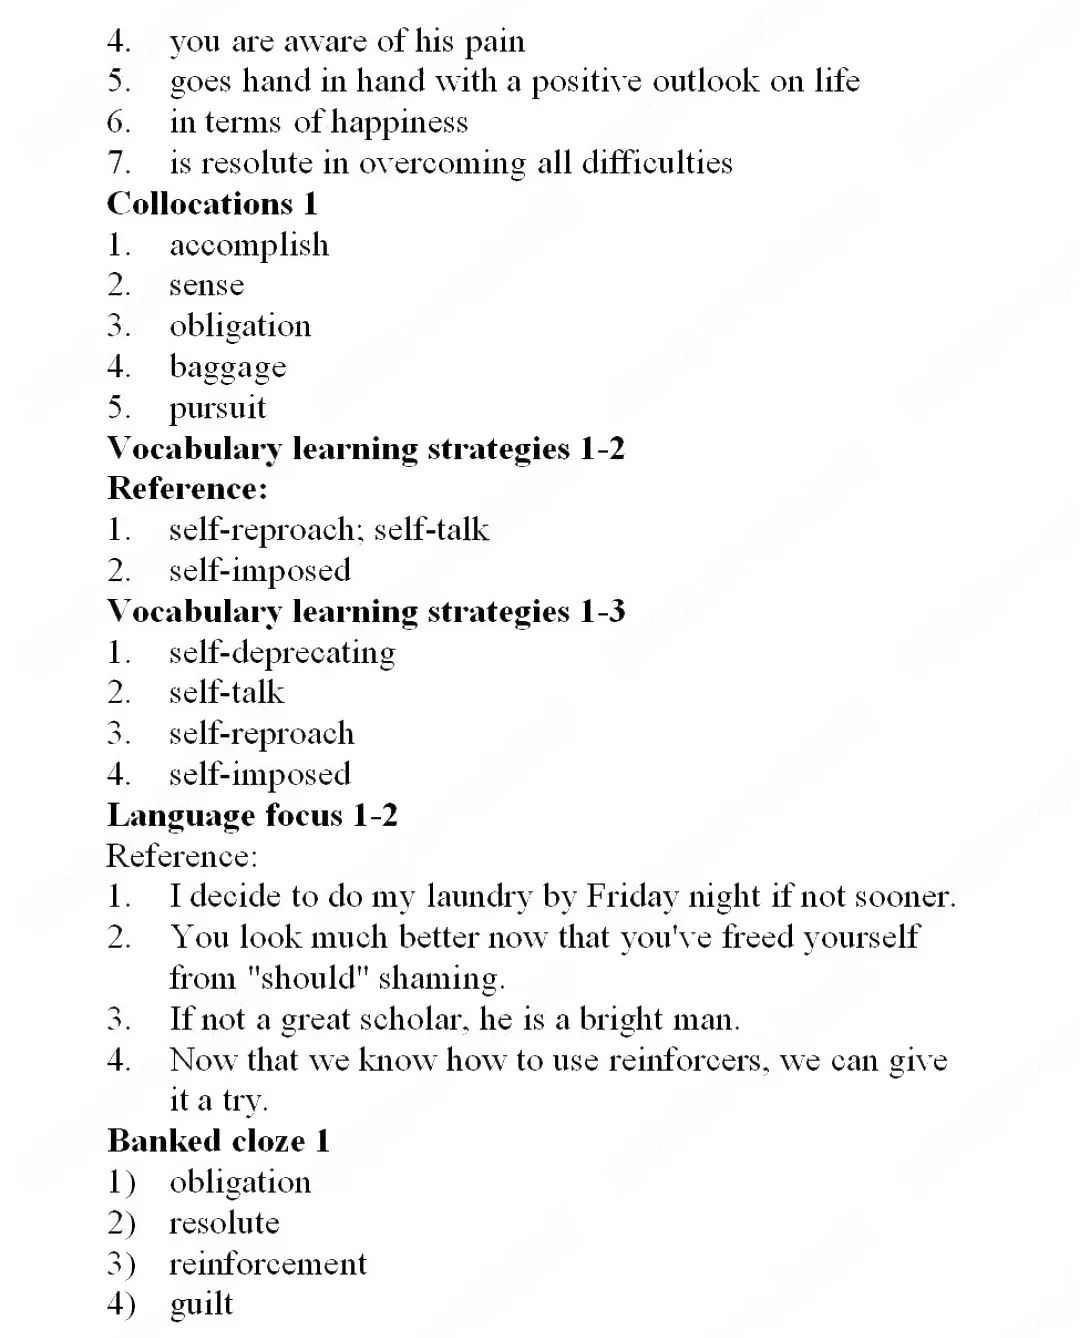 4. you are aware of his pain
5. goes hand in hand with a positive outlook on life
6. in terms of happiness
7. is resolute in overcoming all difficulties
Collocations 1
1. accomplish
2. sense
3. obligation
4. baggage
5. pursuit
Vocabulary learning strategies 1-2
Reference:
1. self-reproach; self-talk
2. self-imposed
Vocabulary learning strategies 1-3
1. self-deprecating
2. self-talk
3. self-reproach
4. self-imposed
Language focus 1-2
Reference:
1. I decide to do my laundry by Friday night if not sooner.
2. You look much better now that you've freed yourself
from "should" shaming.
3. If not a great scholar, he is a bright man.
4. Now that we know how to use reinforcers, we can give
it a try.
Banked cloze 1
1) obligation
2) resolute
3) reinforcement
4) guilt